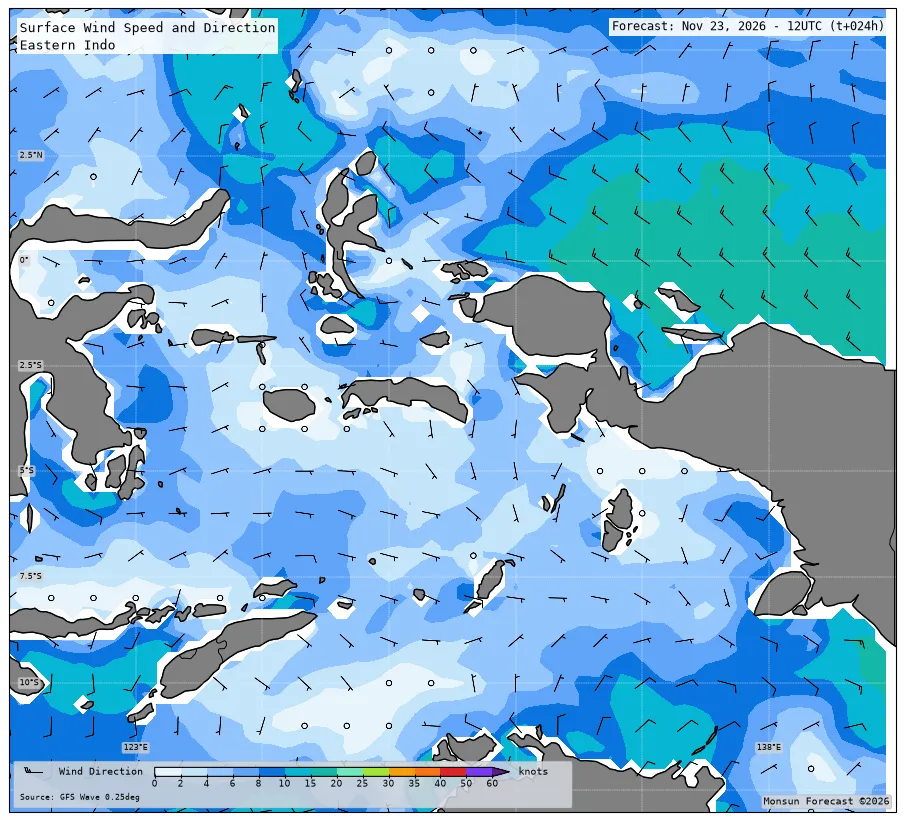 Surface Wind Speed and Direction
Eastern Indo
Forecast: Nov 23, 2026 - 12UTC (t+024h)
2.5°N
0°
2.5°S
5°S
7.5°S
10°S
123°E
138°E
Wind Direction
knots
0 2 4 6 8 10 15 20 25 30 35 40 50 60
Source: GFS Wave 0.25deg
Monsun Forecast ©2026